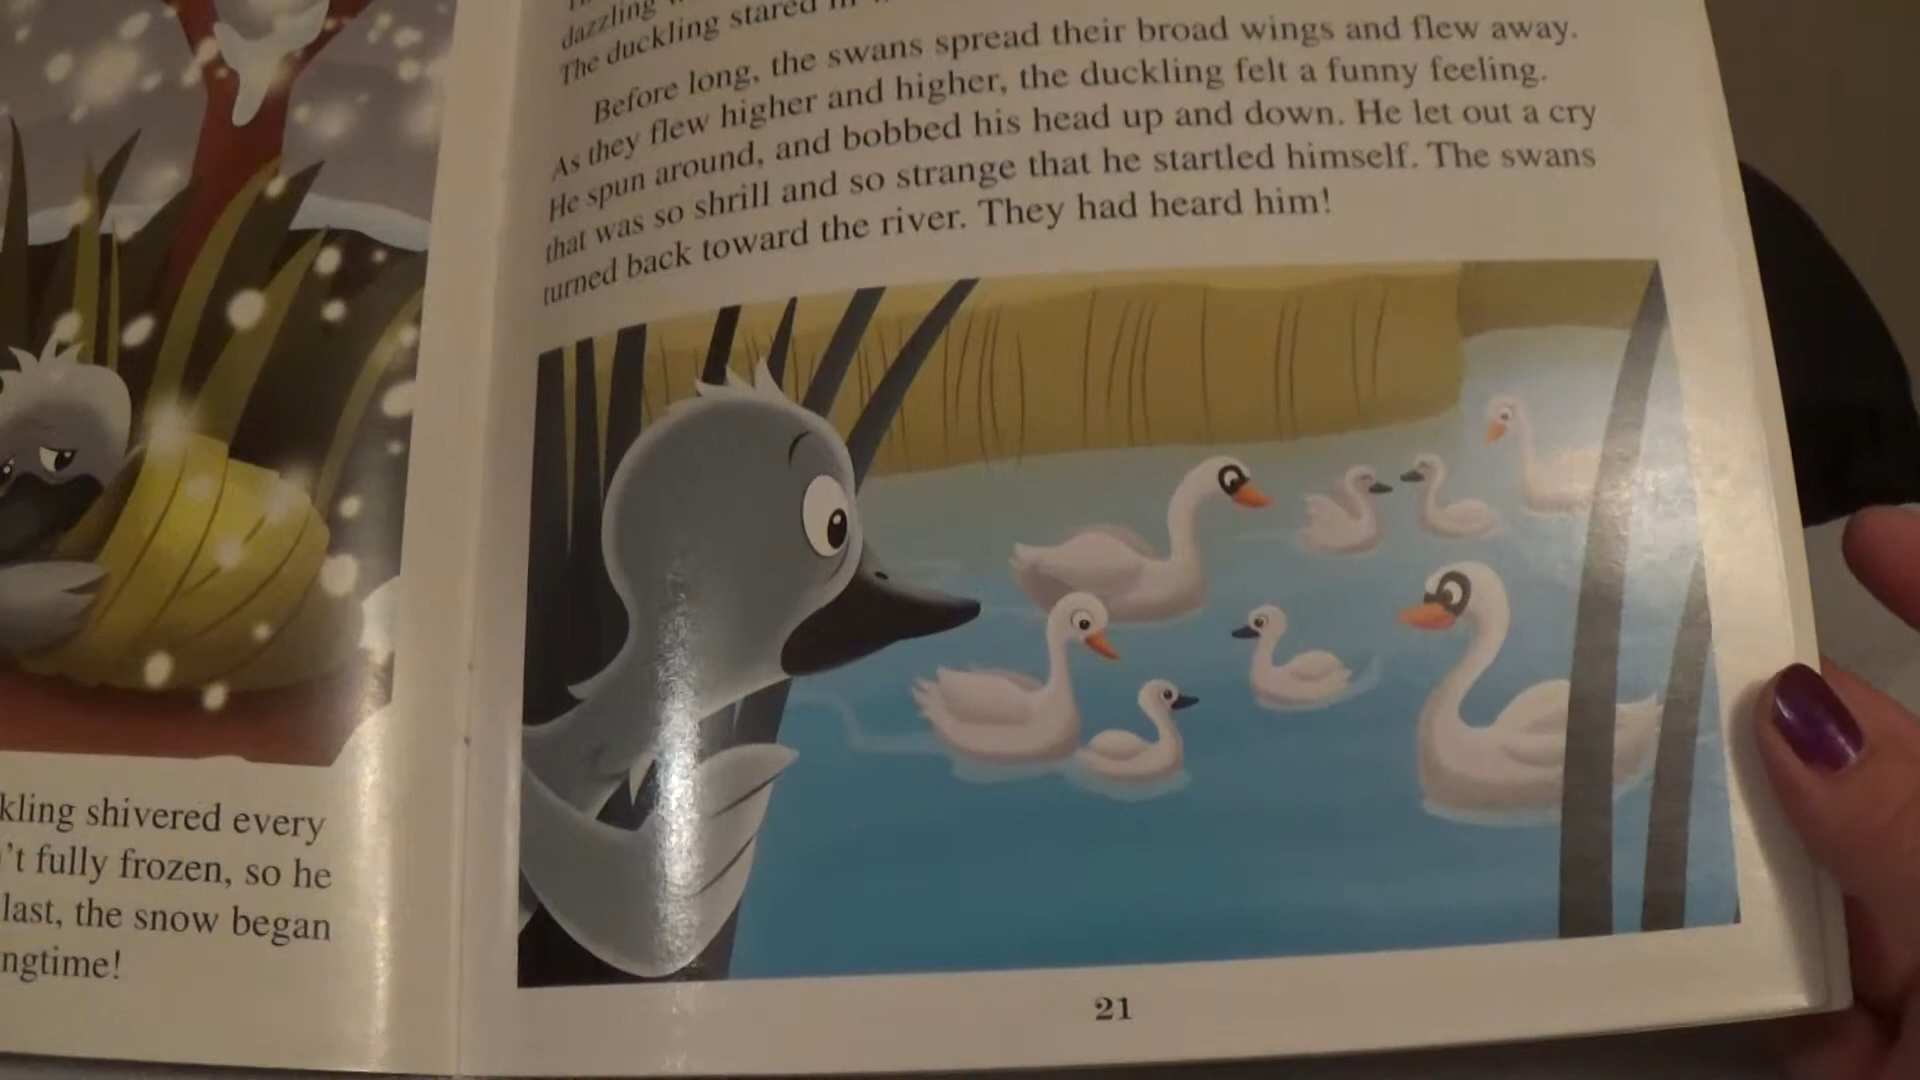 kling shivered every
't fully frozen, so he
last, the snow began
ngtime!
dazzling
The duckling stared in
Before long, the swans spread their broad wings and flew away.
As they flew higher and higher, the duckling felt a funny feeling.
He spun around, and bobbed his head up and down. He let out a cry
that was so shrill and so strange that he startled himself. The swans
turned back toward the river. They had heard him!
21